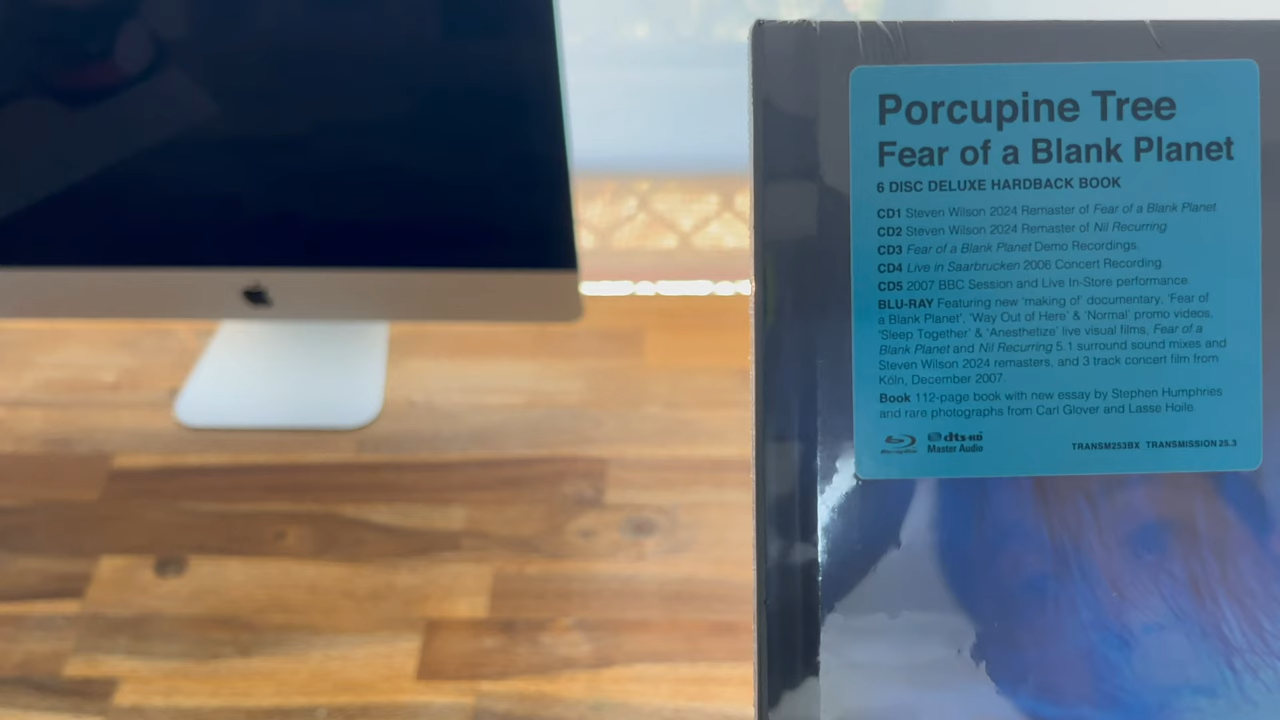 Porcupine Tree
Fear of a Blank Planet
6 DISC DELUXE HARDBACK BOOK
CD1 Steven Wilson 2024 Remaster of Fear of a Blank Planet
CD2 Steven Wilson 2024 Remaster of Nil Recurring
CD3 Fear of a Blank Planet Demo Recordings.
CD4 Live in Saarbrucken 2006 Concert Recording
CD5 2007 BBC Session and Live In-Store performance.
BLU-RAY Featuring new 'making of' documentary, 'Fear of
a Blank Planet', 'Way Out of Here' & 'Normal' promo videos,
'Sleep Together' & 'Anesthetize' live visual films, Fear of a
Blank Planet and Nil Recurring 5.1 surround sound mixes and
Steven Wilson 2024 remasters, and 3 track concert film from
Köln, December 2007.
Book 112-page book with new essay by Stephen Humphries
and rare photographs from Carl Glover and Lasse Hoile
Blu-ray Disc
dts-HD
Master Audio
TRANSM253BX TRANSMISSION 25.3